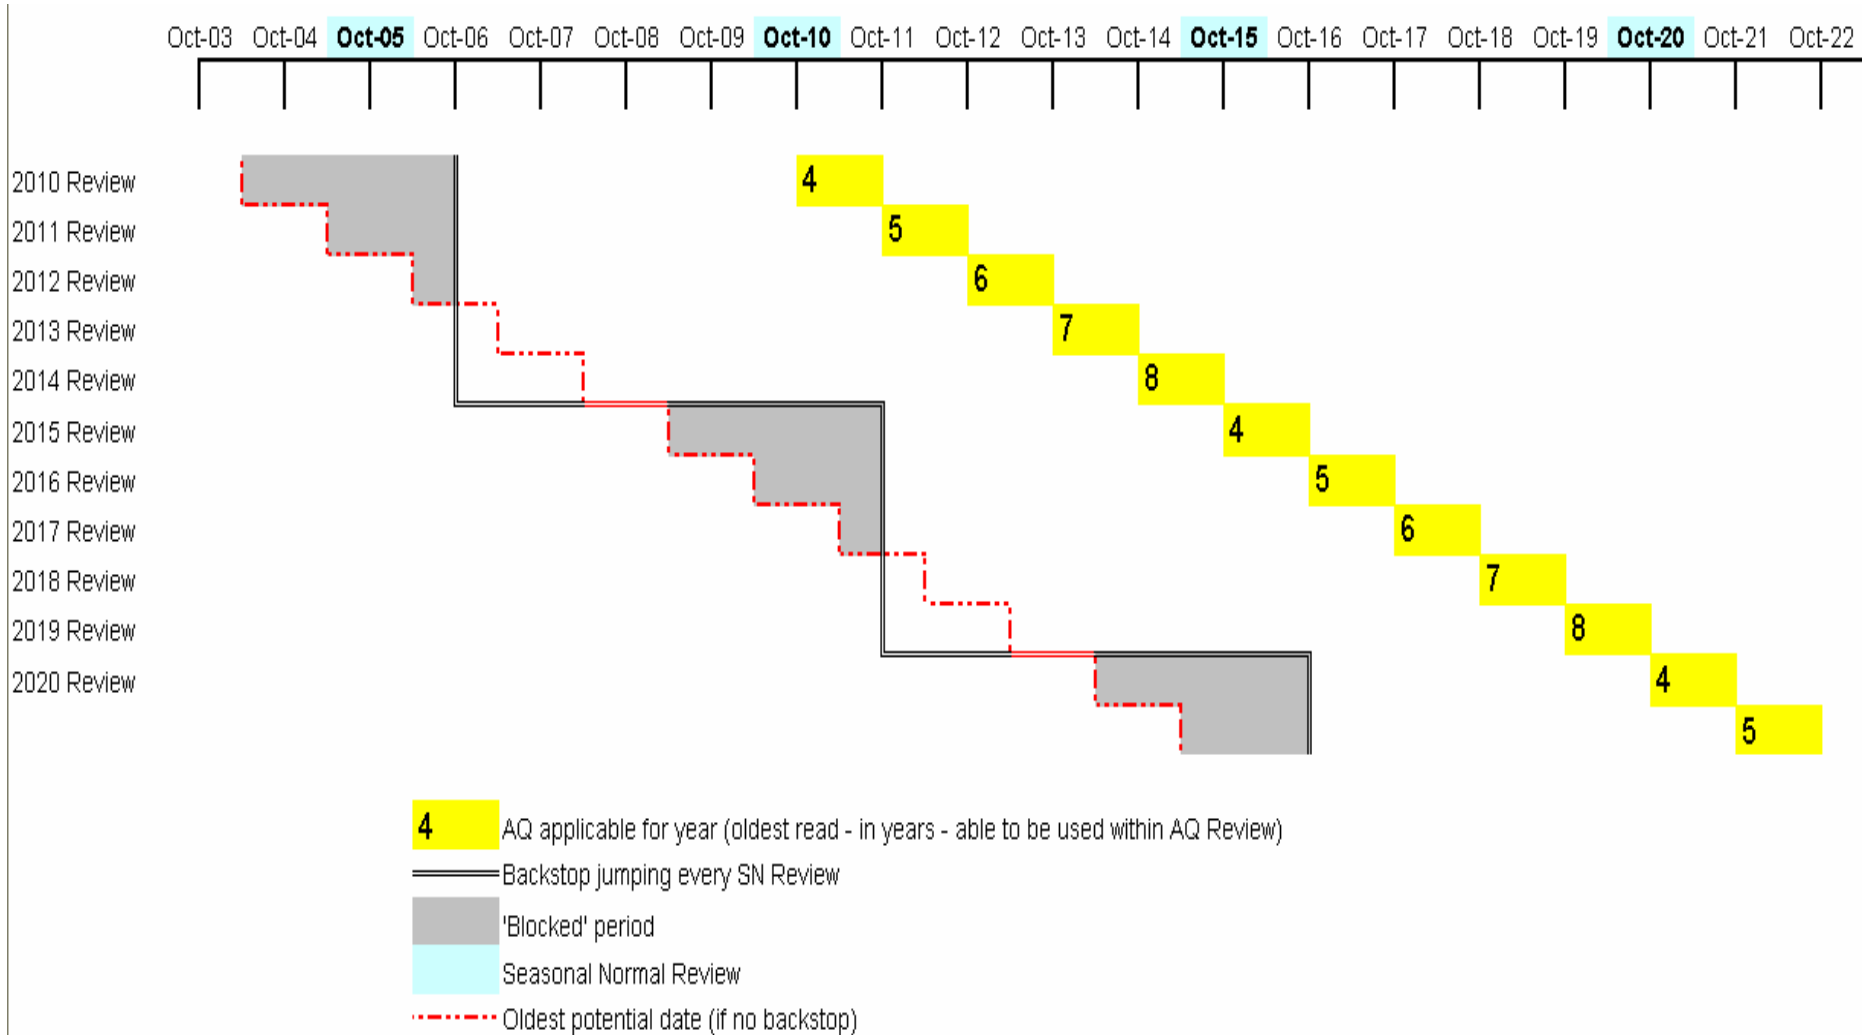 Oct-03 Oct-04 Oct-05 Oct-06 Oct-07 Oct-08 Oct-09 Oct-10 Oct-11 Oct-12 Oct-13 Oct-14 Oct-15 Oct-16 Oct-17 Oct-18 Oct-19 Oct-20 Oct-21 Oct-22
2010 Review 4
2011 Review 5
2012 Review 6
2013 Review 7
2014 Review 8
2015 Review 4
2016 Review 5
2017 Review 6
2018 Review 7
2019 Review 8
2020 Review 4
5
4 AQ applicable for year (oldest read - in years - able to be used within AQ Review)
Backstop jumping every SN Review
'Blocked' period
Seasonal Normal Review
Oldest potential date (if no backstop)